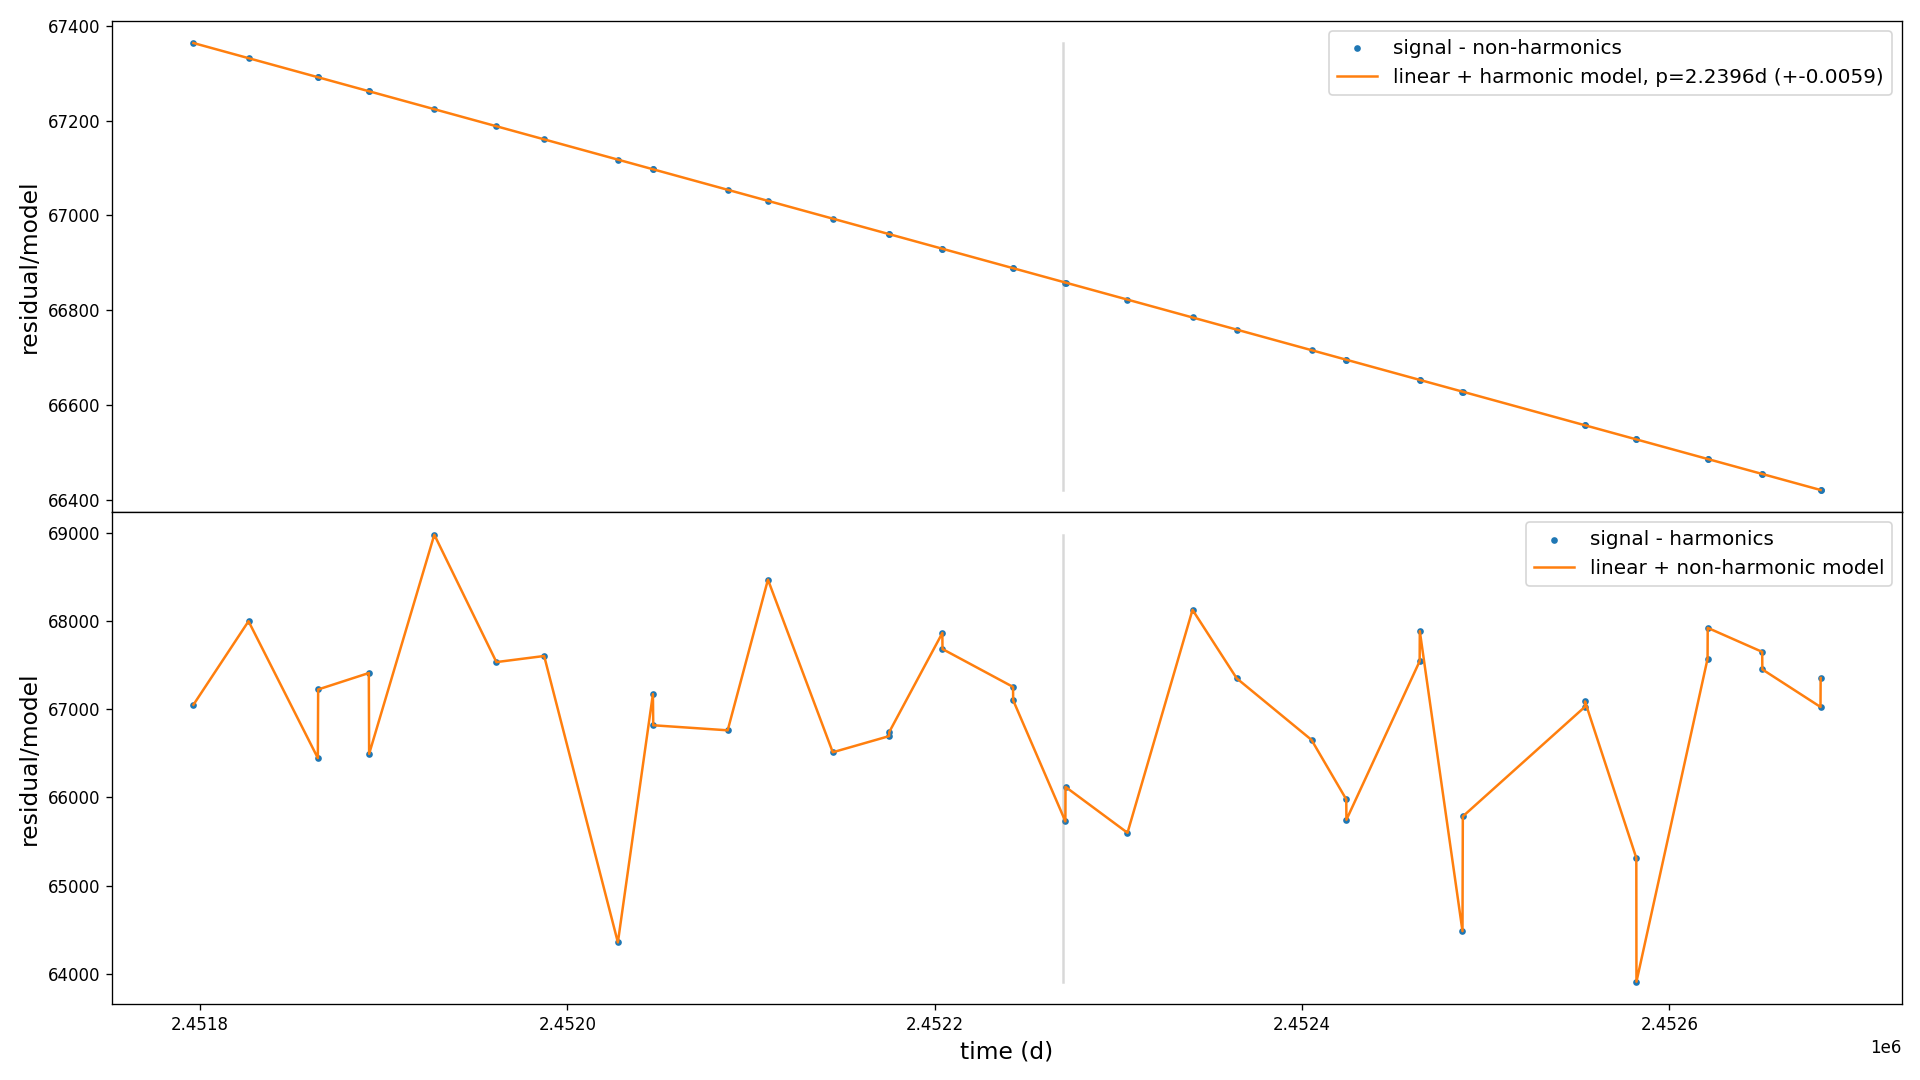 67400
67200
67000
66800
66600
66400
residual/model
signal - non-harmonics
linear + harmonic model, p=2.2396d (+-0.0059)
69000
68000
67000
66000
65000
64000
residual/model
signal - harmonics
linear + non-harmonic model
2.4518 2.4520 2.4522 2.4524 2.4526
1e6
time (d)